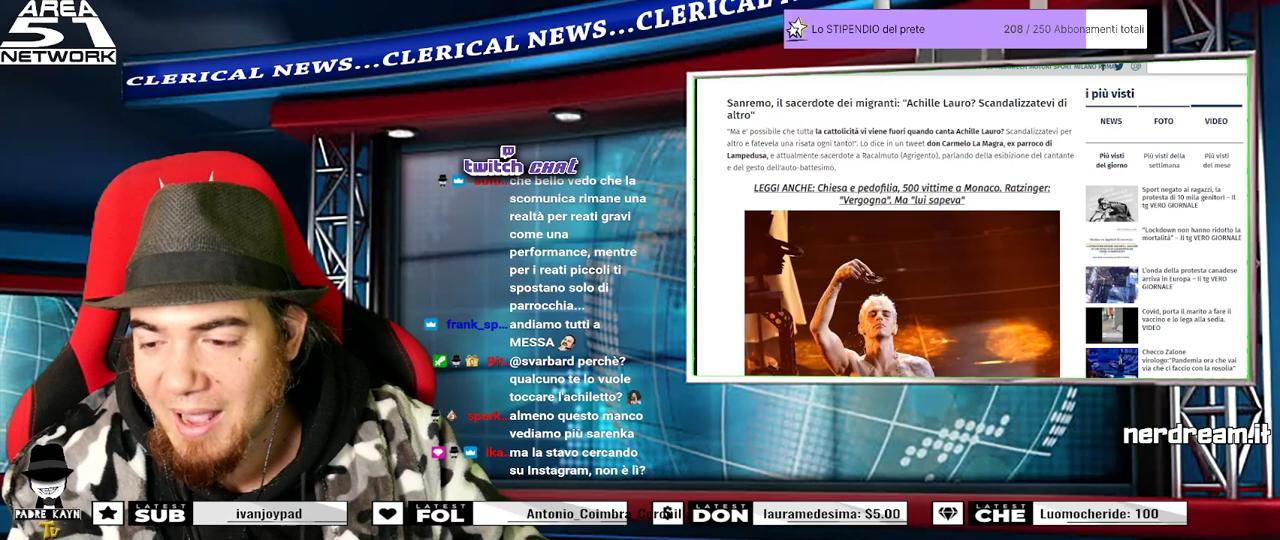 AREA
51
NETWORK
CLERICAL NEWS...CLERICAL NEWS...CLERICAL
Lo STIPENDIO del prete
208 / 250 Abbonamenti totali
twitch CHAT
che bello vedo che la
scomunica rimane una
realtà per reati gravi
come una
performance, mentre
per i reati piccoli ti
spostano solo di
parrocchia...
frank_sp... andiamo tutti a
MESSA
@svarbard perchè?
qualcuno te lo vuole
toccare l'achiletto?
spark... almeno questo manco
vediamo più sarenka
ika... ma la stavo cercando
su Instagram, non è lì?
Sanremo, il sacerdote dei migranti: "Achille Lauro? Scandalizzatevi di
altro"
"Ma e' possibile che tutta la cattolicità vi viene fuori quando canta Achille Lauro? Scandalizzatevi per
altro e fatevela una risata ogni tanto!". Lo dice in un tweet don Carmelo La Magra, ex parroco di
Lampedusa, e attualmente sacerdote a Racalmuto (Agrigento), parlando della esibizione del cantante
e del gesto dell'auto-battesimo.
LEGGI ANCHE: Chiesa e pedofilia, 500 vittime a Monaco. Ratzinger:
"Vergogna". Ma "lui sapeva"
i più visti
NEWS FOTO VIDEO
Più visti
del giorno
Più visti della
settimana
Più visti
del mese
Sport negato ai ragazzi, la
protesta di 10 mila genitori – Il
tg VERO GIORNALE
"Lockdown non hanno ridotto la
mortalità" – Il tg VERO GIORNALE
L'onda della protesta canadese
arriva in Europa – Il tg VERO
GIORNALE
Covid, porta il marito a fare il
vaccino e lo lega alla sedia.
VIDEO
Checco Zalone
virologo:"Pandemia ora che vai
via che ci faccio con la rosolia"
nerdream.it
PADRE KAYN
TV
LATEST
SUB
ivanjoypad
LATEST
FOL
Antonio_Coimbra_
LATEST
DON
lauramedesima: $5.00
LATEST
CHE
Luomocheride: 100